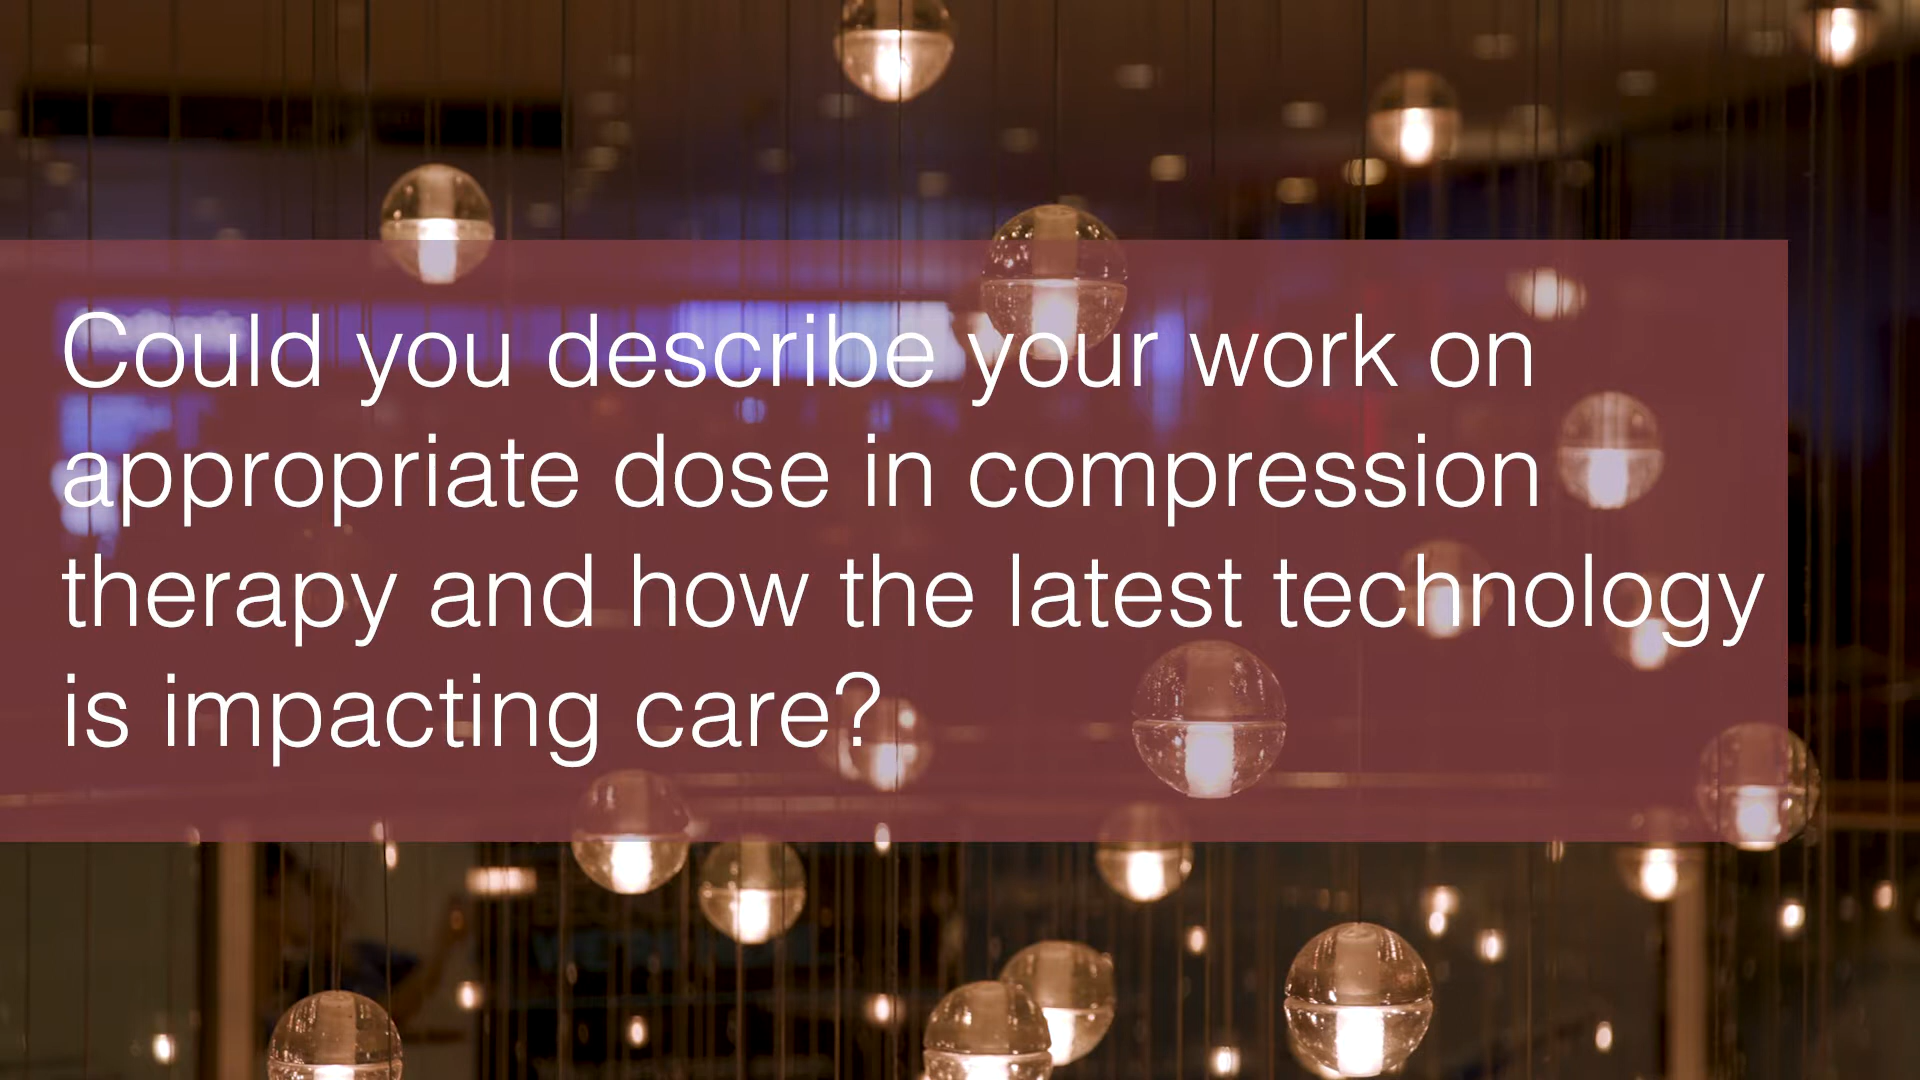 Could you describe your work on
appropriate dose in compression
therapy and how the latest technology
is impacting care?